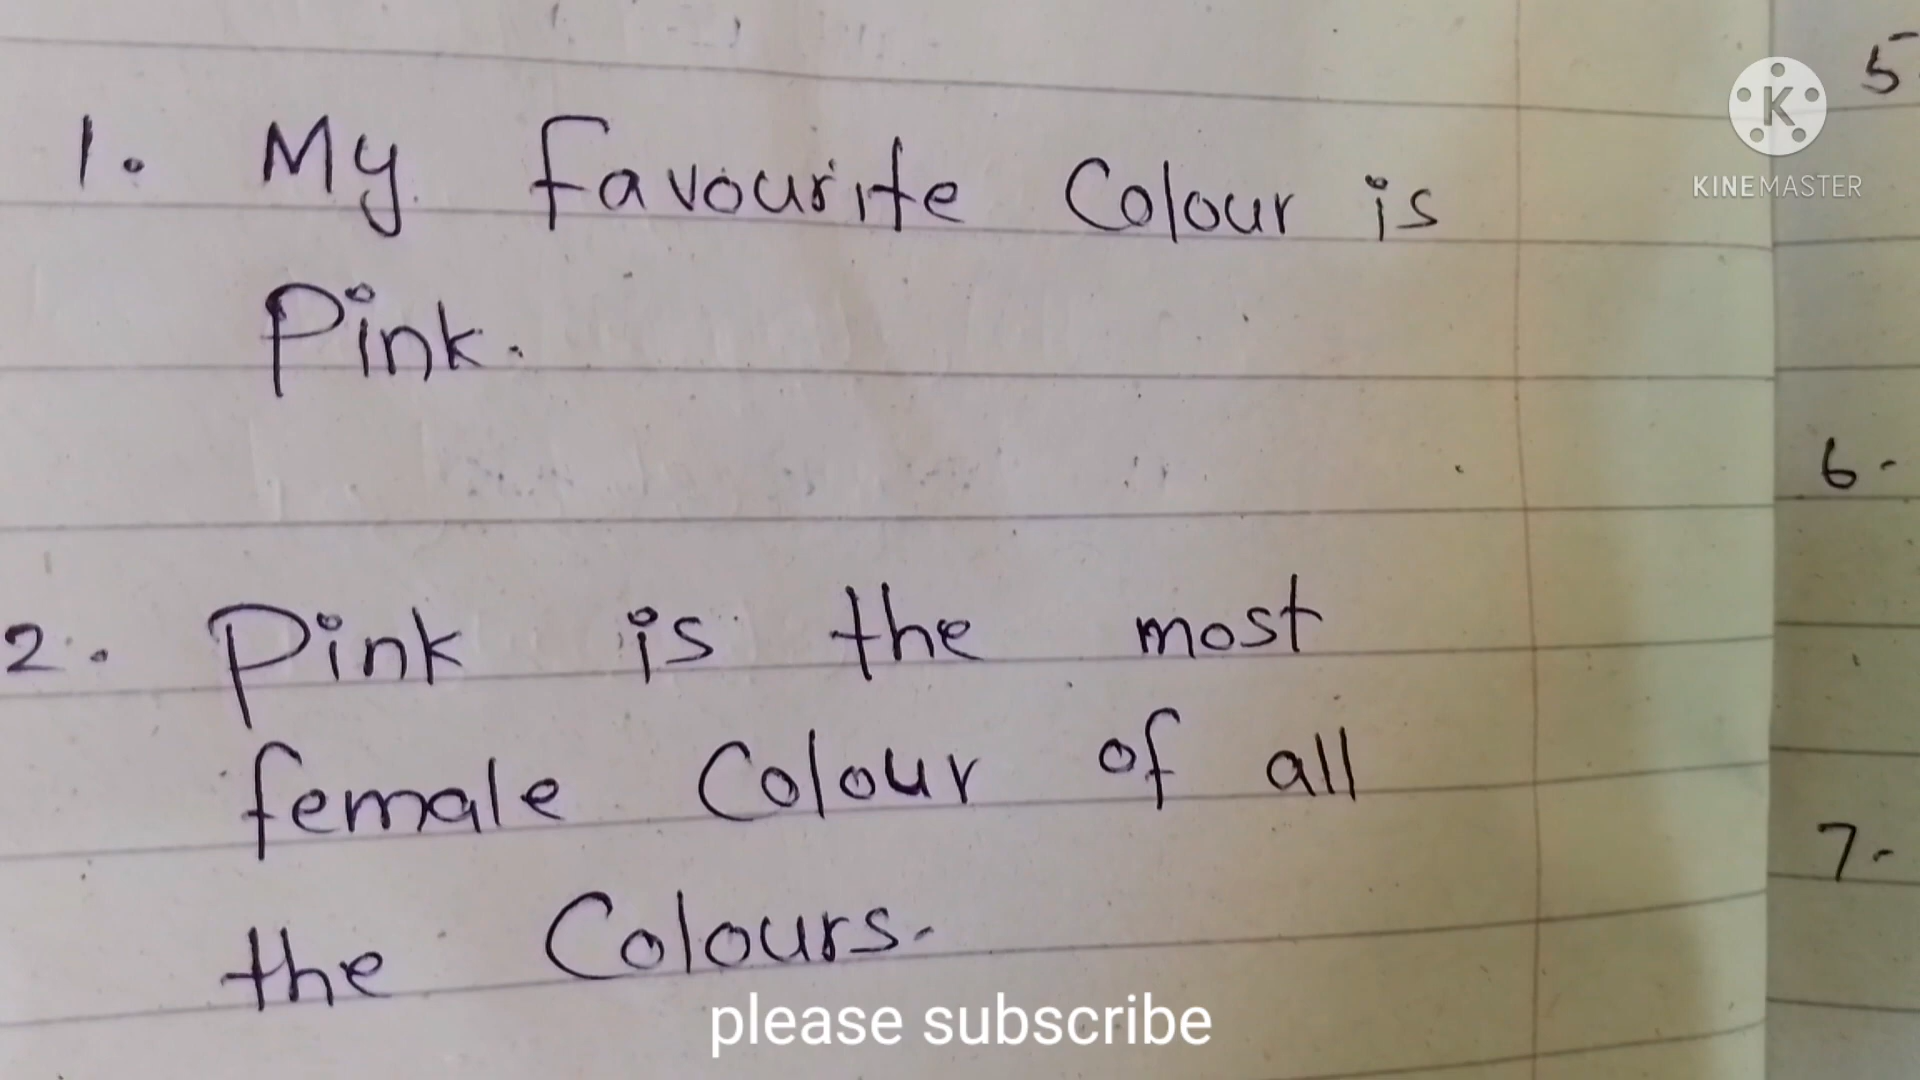 1. My favourite Colour is
Pink.
2. Pink is the most
female Colour of all
the Colours.
5.
6.
7.
K
KINEMASTER
please subscribe